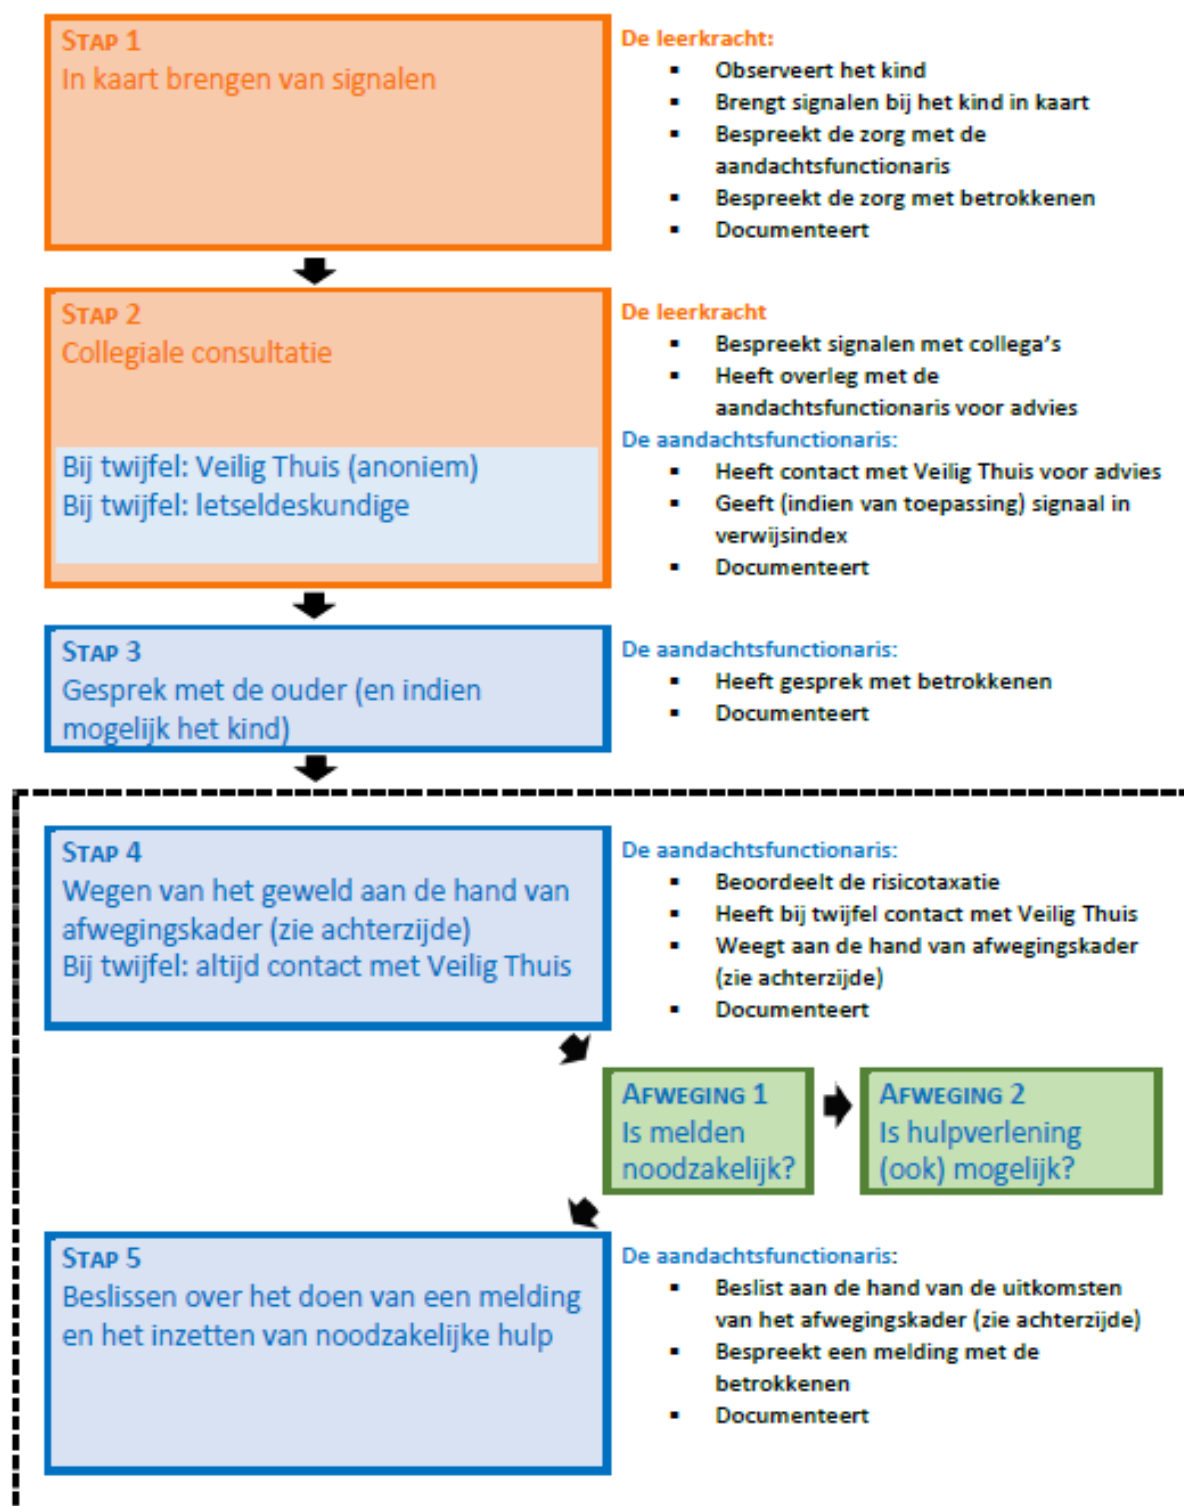 STAP 1
In kaart brengen van signalen
De leerkracht:
▪ Observeert het kind
▪ Brengt signalen bij het kind in kaart
▪ Bespreekt de zorg met de
aandachtsfunctionaris
▪ Bespreekt de zorg met betrokkenen
▪ Documenteert
STAP 2
Collegiale consultatie
Bij twijfel: Veilig Thuis (anoniem)
Bij twijfel: letseldeskundige
De leerkracht
▪ Bespreekt signalen met collega's
▪ Heeft overleg met de
aandachtsfunctionaris voor advies
De aandachtsfunctionaris:
▪ Heeft contact met Veilig Thuis voor advies
▪ Geeft (indien van toepassing) signaal in
verwijsindex
▪ Documenteert
STAP 3
Gesprek met de ouder (en indien
mogelijk het kind)
De aandachtsfunctionaris:
▪ Heeft gesprek met betrokkenen
▪ Documenteert
STAP 4
Wegen van het geweld aan de hand van
afwegingskader (zie achterzijde)
Bij twijfel: altijd contact met Veilig Thuis
De aandachtsfunctionaris:
▪ Beoordeelt de risicotaxatie
▪ Heeft bij twijfel contact met Veilig Thuis
▪ Weegt aan de hand van afwegingskader
(zie achterzijde)
▪ Documenteert
AFWEGING 1
Is melden
noodzakelijk?
AFWEGING 2
Is hulpverlening
(ook) mogelijk?
STAP 5
Beslissen over het doen van een melding
en het inzetten van noodzakelijke hulp
De aandachtsfunctionaris:
▪ Beslist aan de hand van de uitkomsten
van het afwegingskader (zie achterzijde)
▪ Bespreekt een melding met de
betrokkenen
▪ Documenteert